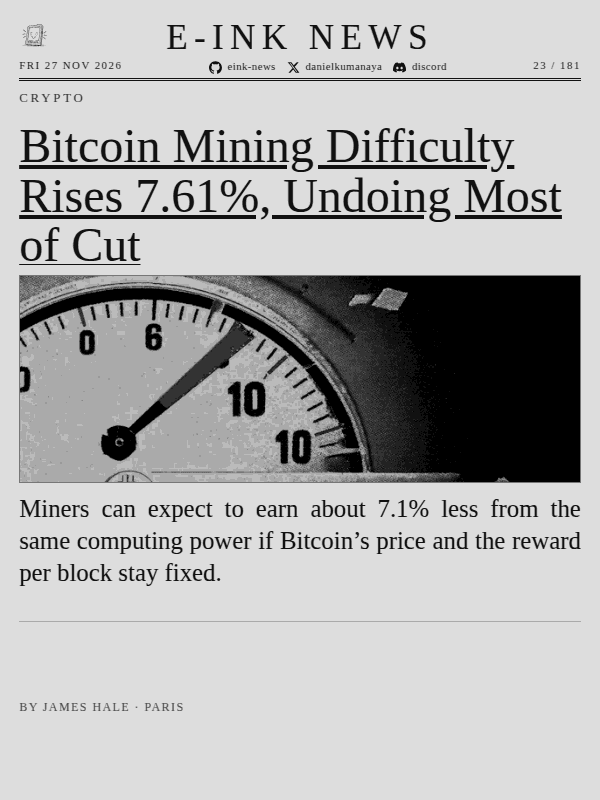 E-INK NEWS
FRI 27 NOV 2026
eink-news
danielkumanaya
discord
23 / 181
CRYPTO
Bitcoin Mining Difficulty
Rises 7.61%, Undoing Most
of Cut
0
0
6
10
10
Miners can expect to earn about 7.1% less from the
same computing power if Bitcoin’s price and the reward
per block stay fixed.
BY JAMES HALE · PARIS